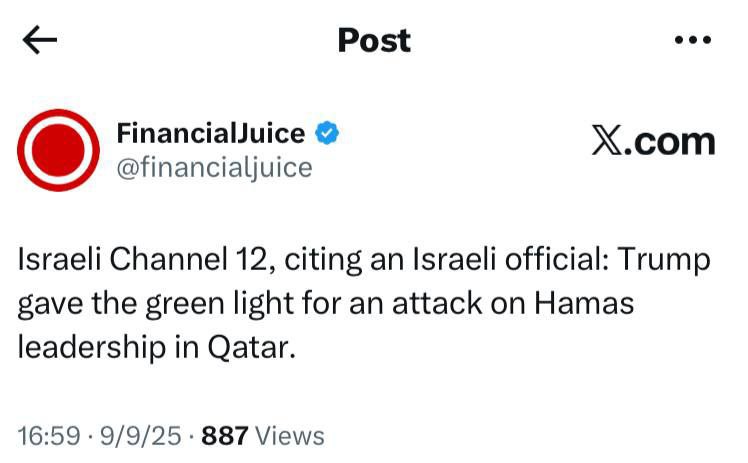 Post
FinancialJuice
@financialjuice
X.com
Israeli Channel 12, citing an Israeli official: Trump
gave the green light for an attack on Hamas
leadership in Qatar.
16:59 · 9/9/25 · 887 Views